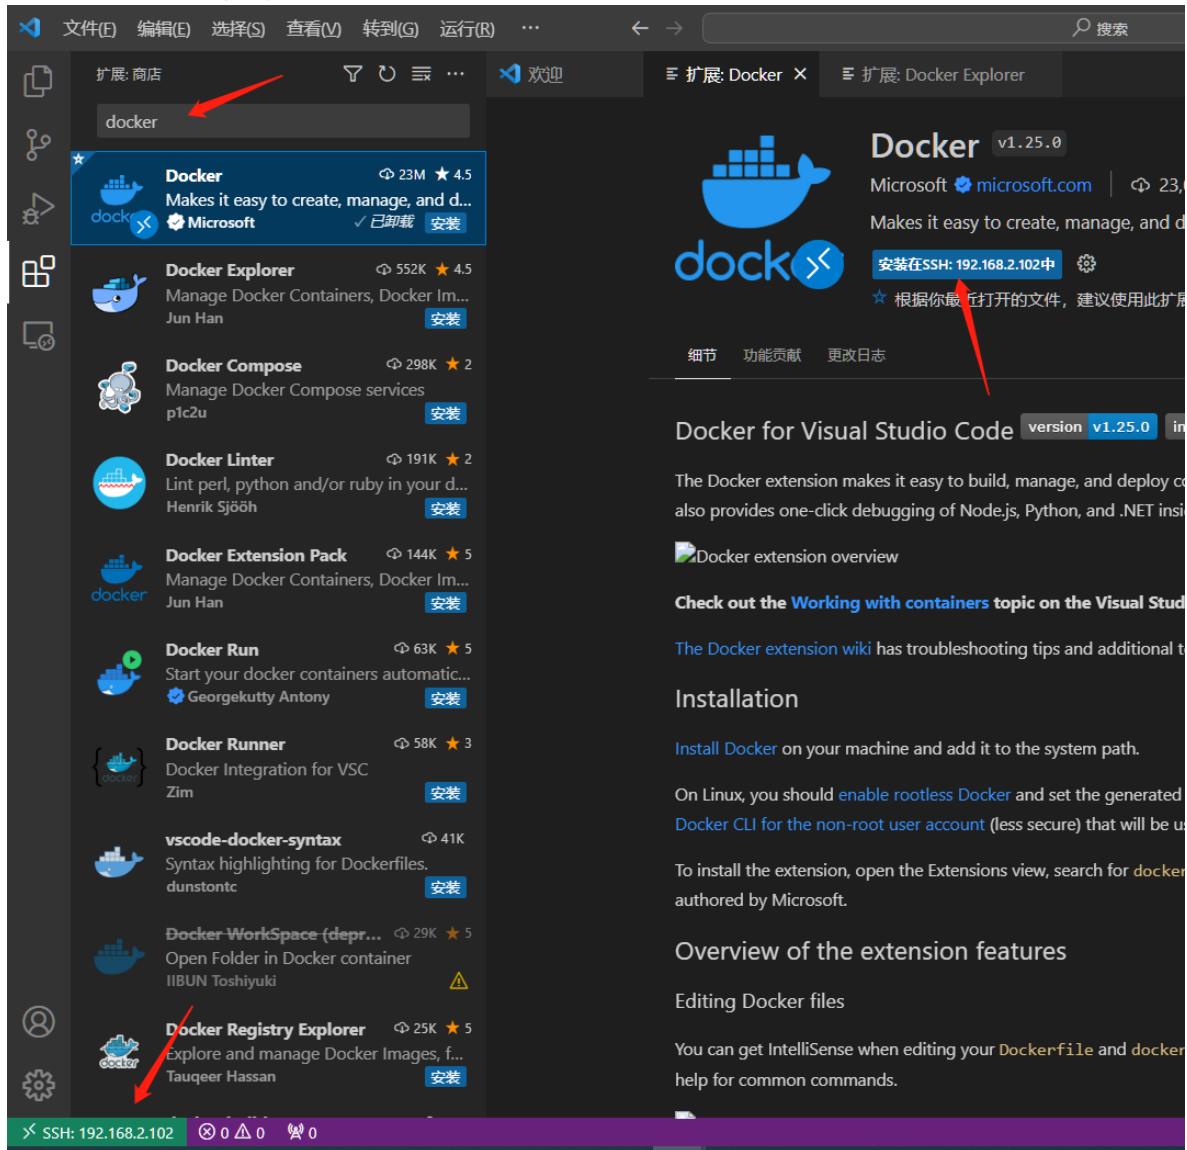 文件(F) 编辑(E) 选择(S) 查看(V) 转到(G) 运行(R) ··· 搜索
扩展: 商店
docker
Docker 23M 4.5
Makes it easy to create, manage, and d...
Microsoft 已卸载 安装
Docker Explorer 552K 4.5
Manage Docker Containers, Docker Im...
Jun Han 安装
Docker Compose 298K 2
Manage Docker Compose services
p1c2u 安装
Docker Linter 191K 2
Lint perl, python and/or ruby in your d...
Henrik Sjööh 安装
Docker Extension Pack 144K 5
Manage Docker Containers, Docker Im...
Jun Han 安装
Docker Run 63K 5
Start your docker containers automatic...
Georgekutty Antony 安装
Docker Runner 58K 3
Docker Integration for VSC
Zim 安装
vscode-docker-syntax 41K
Syntax highlighting for Dockerfiles.
dunstontc 安装
Docker WorkSpace (depr... 29K 5
Open Folder in Docker container
IIBUN Toshiyuki
Docker Registry Explorer 25K 5
Explore and manage Docker Images, f...
Tauqeer Hassan 安装
欢迎 扩展: Docker 扩展: Docker Explorer
Docker v1.25.0
Microsoft microsoft.com 23,
Makes it easy to create, manage, and d
安装在SSH: 192.168.2.102中
根据你最近打开的文件，建议使用此扩展
细节 功能贡献 更改日志
Docker for Visual Studio Code version v1.25.0 in
The Docker extension makes it easy to build, manage, and deploy co
also provides one-click debugging of Node.js, Python, and .NET insi
Docker extension overview
Check out the Working with containers topic on the Visual Stud
The Docker extension wiki has troubleshooting tips and additional t
Installation
Install Docker on your machine and add it to the system path.
On Linux, you should enable rootless Docker and set the generated
Docker CLI for the non-root user account (less secure) that will be u
To install the extension, open the Extensions view, search for docker
authored by Microsoft.
Overview of the extension features
Editing Docker files
You can get IntelliSense when editing your Dockerfile and docker
help for common commands.
SSH: 192.168.2.102 0 0 0